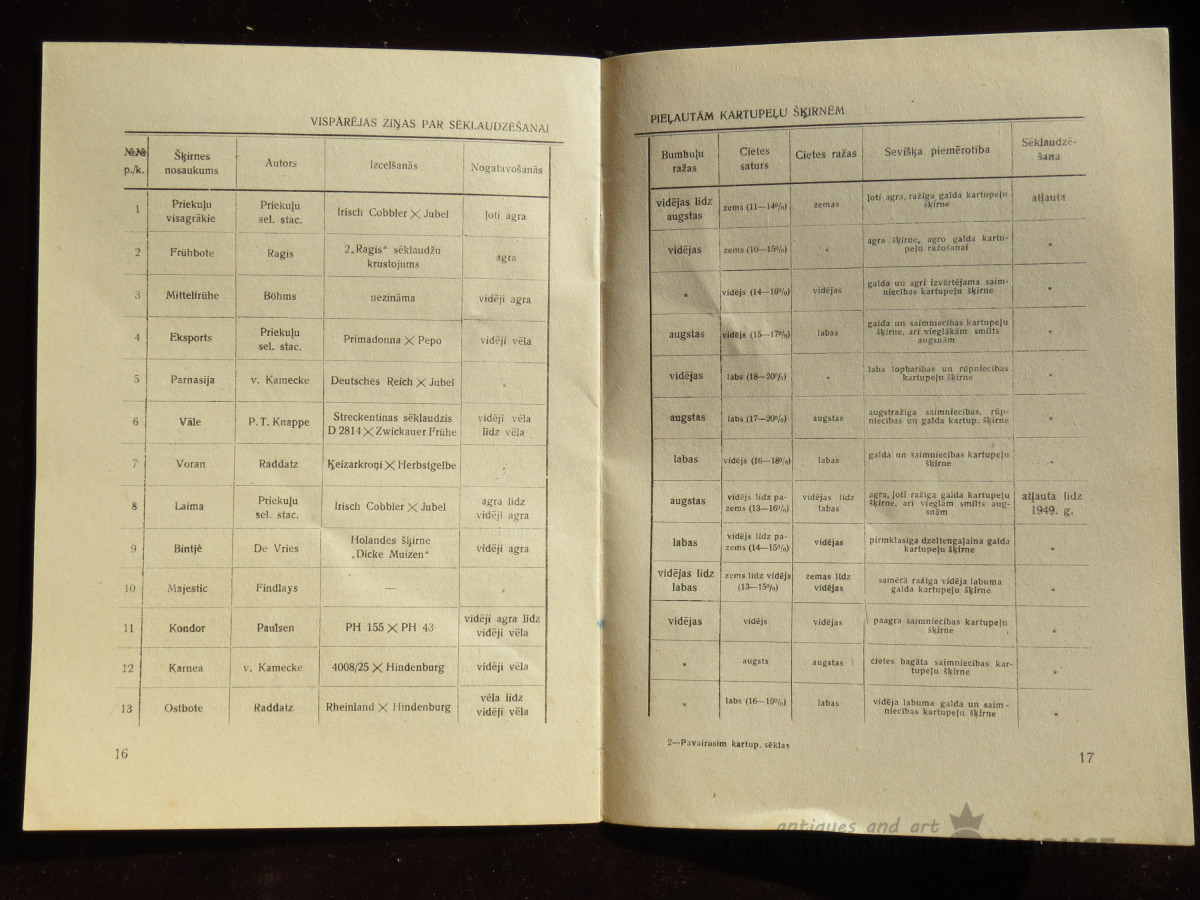 VISPĀRĒJAS ZIŅAS PAR SĒKLAUDZĒŠANAI
№№ p./k. Šķirnes nosaukums Autors Izcelšanās Nogatavošanās
1 Priekuļu visagrākie Priekuļu sel. stac. Irisch Cobbler × Jubel ļoti agra
2 Frühbote Ragis 2 „Ragis" sēklaudžu krustojums agra
3 Mittelfrühe Böhms nezināma vidēji agra
4 Eksports Priekuļu sel. stac. Primadonna × Pepo vidēji vēla
5 Parnasija v. Kamecke Deutsches Reich × Jubel „
6 Vāle P. T. Knappe Streckentinas sēklaudzis D 2814 × Zwickauer Frühe vidēji vēla līdz vēla
7 Voran Raddatz Ķeizarkroņi × Herbstgelbe „
8 Laima Priekuļu sel. stac. Irisch Cobbler × Jubel agra līdz vidēji agra
9 Bintjē De Vries Holandes šķirne „Dicke Muizen" vidēji agra
10 Majestic Findlays — „
11 Kondor Paulsen PH 155 × PH 43 vidēji agra līdz vidēji vēla
12 Karnea v. Kamecke 4008/25 × Hindenburg vidēji vēla
13 Ostbote Raddatz Rheinland × Hindenburg vēla līdz vidēji vēla
16
PIEĻAUTĀM KARTUPEĻU ŠĶIRNĒM
Bumbuļu ražas Cietes saturs Cietes ražas Sevišķa piemērotība Sēklaudzēšana
vidējas līdz augstas zems (11—14%) zemas ļoti agra, ražīga galda kartupeļu šķirne atļauta
vidējas zems (10—15%) „ agra šķirne, agro galda kartupeļu ražošanai „
„ vidējs (14—16%) vidējas galda un agri izvērtējama saimniecības kartupeļu šķirne „
augstas vidējs (15—17%) labas galda un saimniecības kartupeļu šķirne, arī vieglākām smilts augsnām „
vidējas labs (18—20%) „ laba lopbarības un rūpniecības kartupeļu šķirne „
augstas labs (17—20%) augstas augstražīga saimniecības, rūpniecības un galda kartup. šķirne „
labas vidējs (16—18%) labas galda un saimniecības kartupeļu šķirne „
augstas vidējs līdz pazems (13—16%) vidējas līdz labas agra, ļoti ražīga galda kartupeļu šķirne, arī vieglām smilts augsnām atļauta līdz 1949. g.
labas vidējs līdz pazems (14—15%) vidējas pirmklasīga dzeltengaļaina galda kartupeļu šķirne „
vidējas līdz labas zems līdz vidējs (13—15%) zemas līdz vidējas samērā ražīga vidēja labuma galda kartupeļu šķirne „
vidējas vidējs vidējas paagra saimniecības kartupeļu šķirne „
„ augsts augstas cietes bagāta saimniecības kartupeļu šķirne „
„ labs (16—19%) labas vidēja labuma galda un saimniecības kartupeļu šķirne „
2—Pavairosim kartup. sēklas
17
antiques and art
BALTARS AUCTION HOUSE